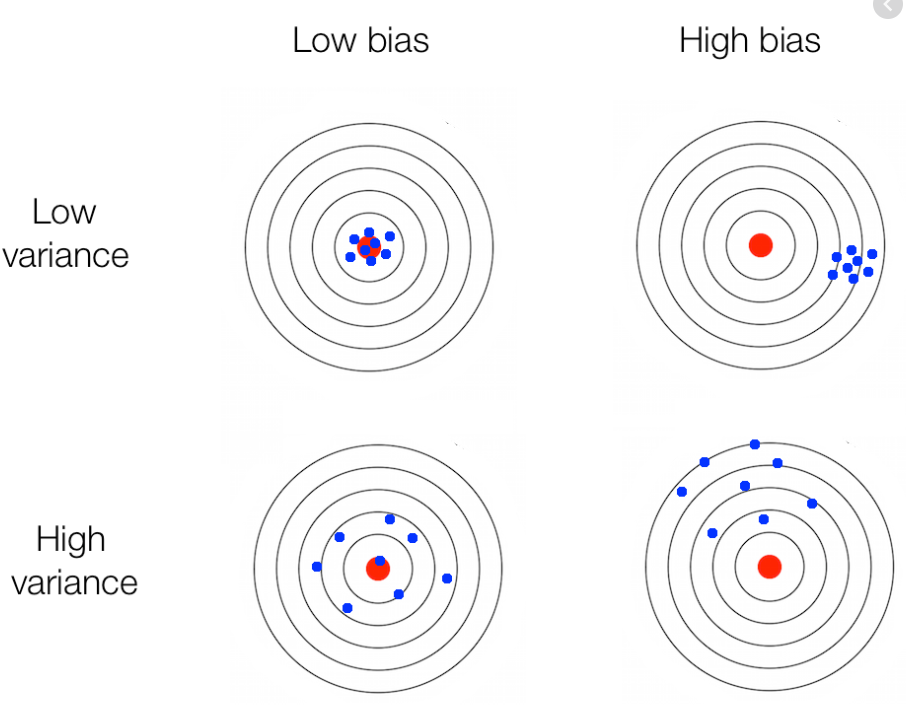 Low bias
High bias
Low
variance
High
variance